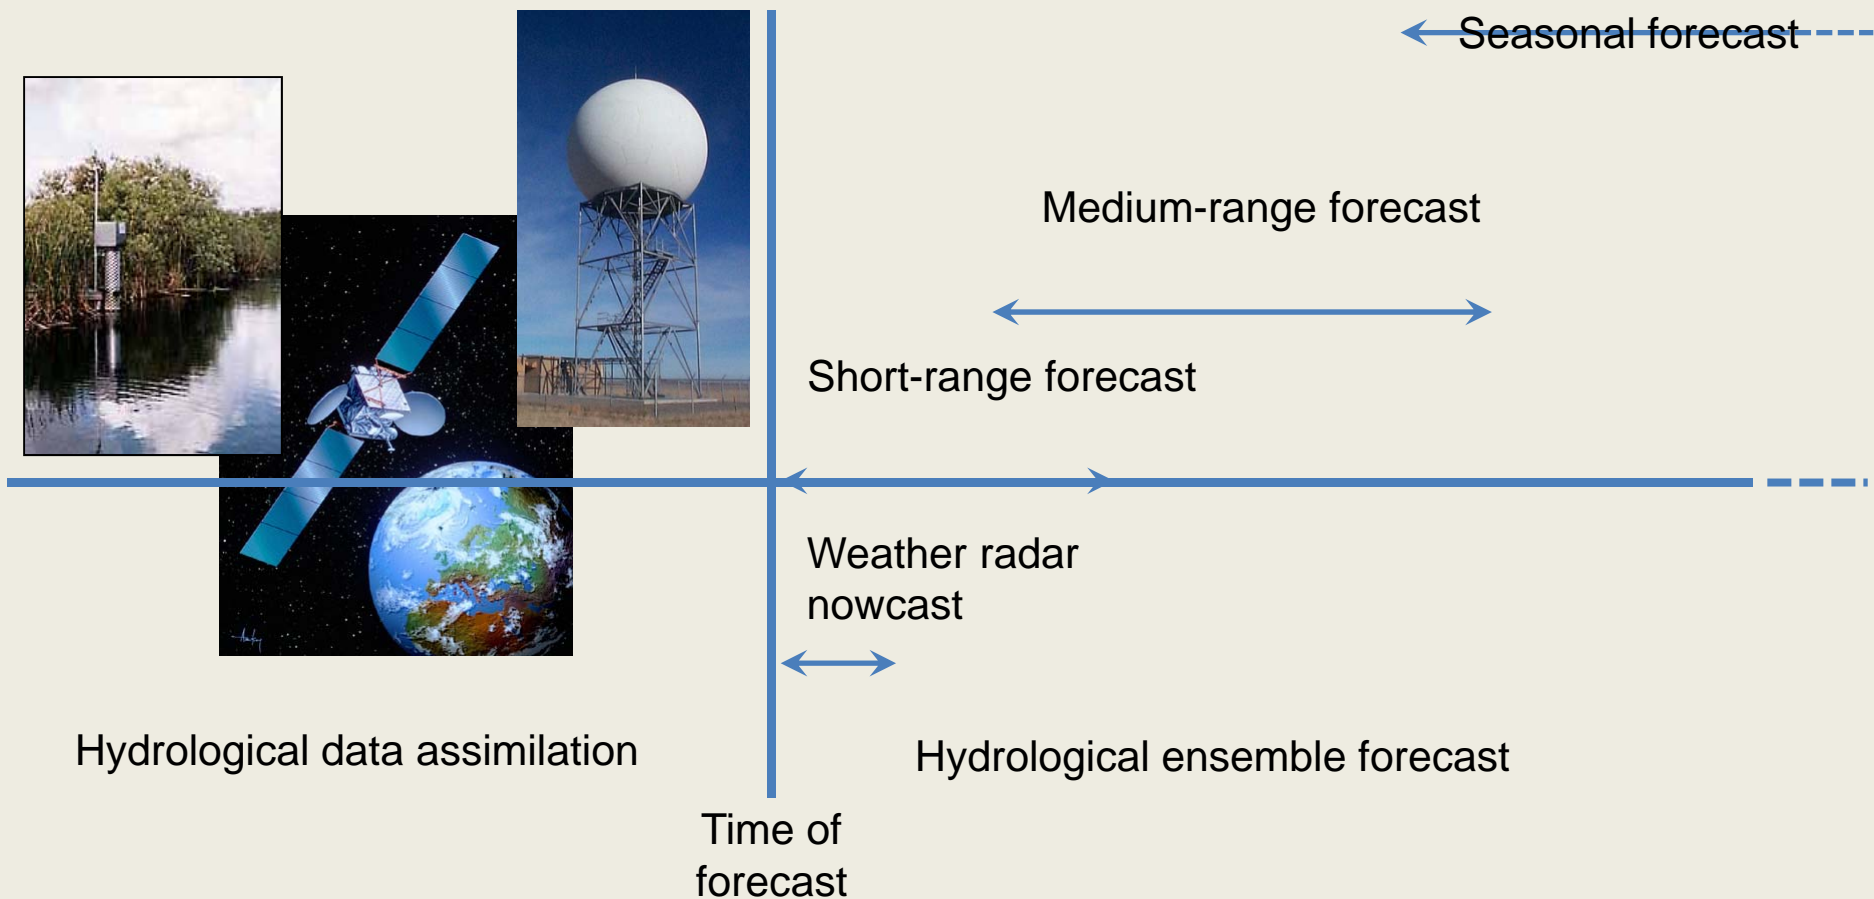 Seasonal forecast
Medium-range forecast
Short-range forecast
Weather radar
nowcast
Hydrological data assimilation
Hydrological ensemble forecast
Time of
forecast